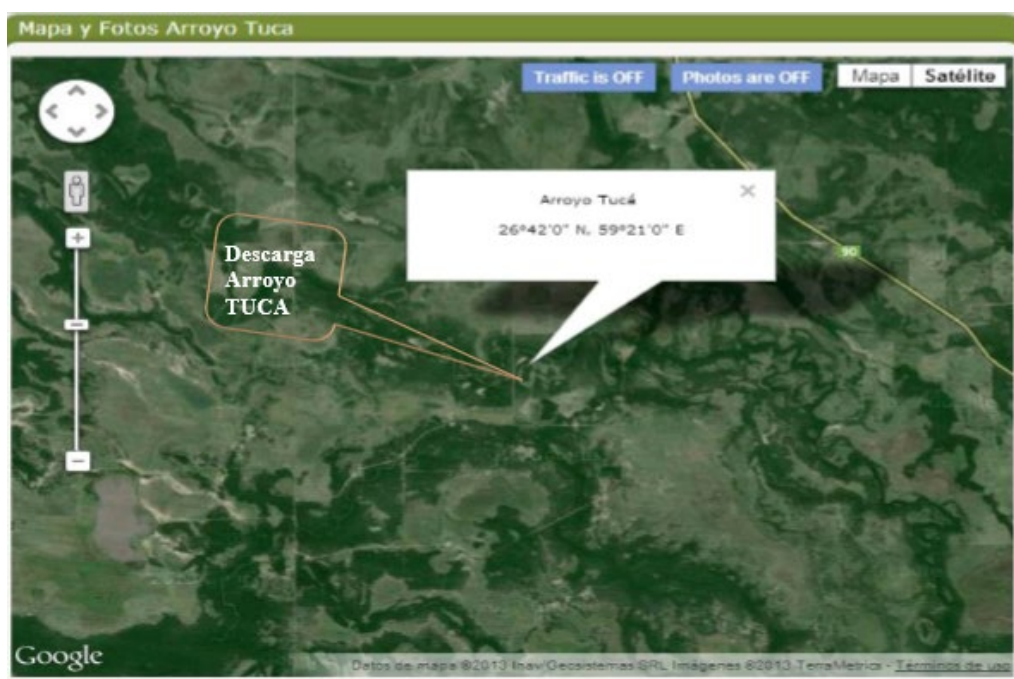 Mapa y Fotos Arroyo Tuca
Traffic is OFF
Photos are OFF
Mapa
Satélite
Arroyo Tucá
26°42'0" N, 59°21'0" E
90
Descarga
Arroyo
TUCA
Google
Datos de mapa ©2013 Inav/Geosistemas SRL Imágenes ©2013 TerraMetrics - Términos de uso